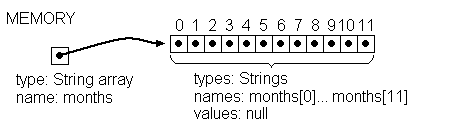 MEMORY
0 1 2 3 4 5 6 7 8 9 10 11
type: String array
name: months
types: Strings
names: months[0]... months[11]
values: null